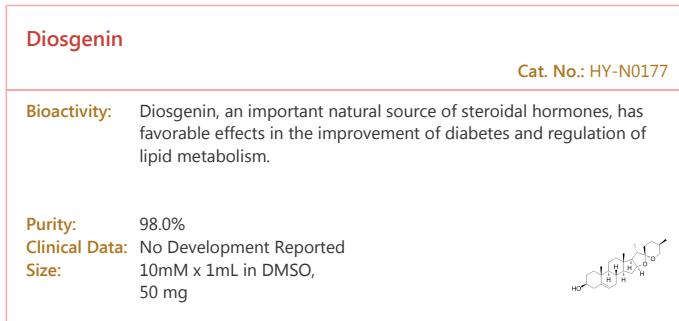 Diosgenin
Cat. No.: HY-N0177
Bioactivity: Diosgenin, an important natural source of steroidal hormones, has
favorable effects in the improvement of diabetes and regulation of
lipid metabolism.
Purity: 98.0%
Clinical Data: No Development Reported
Size: 10mM x 1mL in DMSO,
50 mg
H
H
H
H
O
O
H
HO